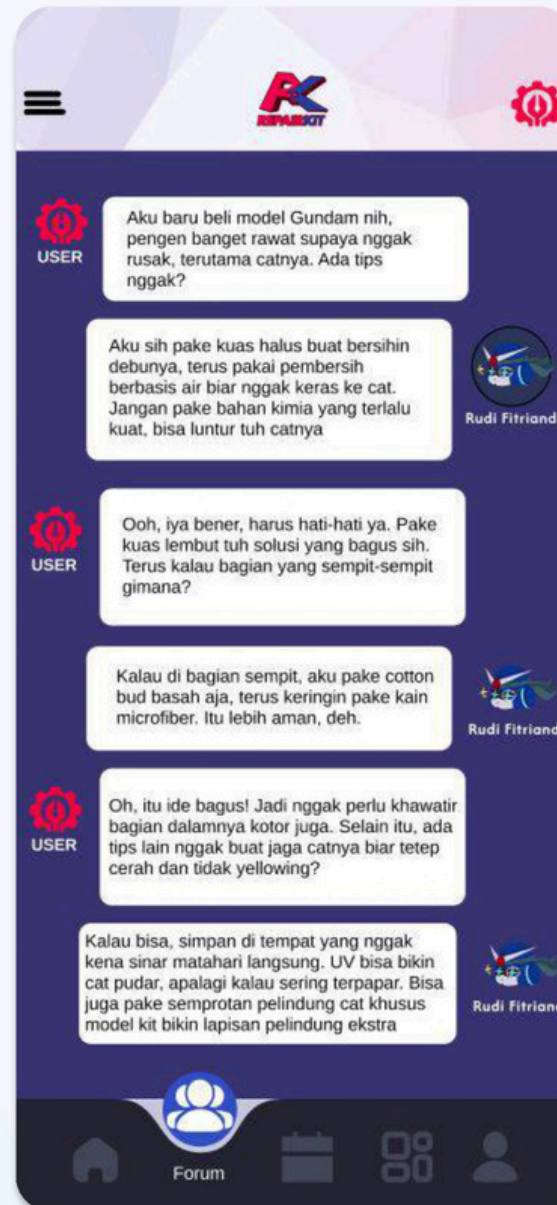 REPAIRKIT
USER
Aku baru beli model Gundam nih,
pengen banget rawat supaya nggak
rusak, terutama catnya. Ada tips
nggak?
Aku sih pake kuas halus buat bersihin
debunya, terus pakai pembersih
berbasis air biar nggak keras ke cat.
Jangan pake bahan kimia yang terlalu
kuat, bisa luntur tuh catnya
Rudi Fitriand
USER
Ooh, iya bener, harus hati-hati ya. Pake
kuas lembut tuh solusi yang bagus sih.
Terus kalau bagian yang sempit-sempit
gimana?
Kalau di bagian sempit, aku pake cotton
bud basah aja, terus keringin pake kain
microfiber. Itu lebih aman, deh.
Rudi Fitriand
USER
Oh, itu ide bagus! Jadi nggak perlu khawatir
bagian dalamnya kotor juga. Selain itu, ada
tips lain nggak buat jaga catnya biar tetep
cerah dan tidak yellowing?
Kalau bisa, simpan di tempat yang nggak
kena sinar matahari langsung. UV bisa bikin
cat pudar, apalagi kalau sering terpapar. Bisa
juga pake semprotan pelindung cat khusus
model kit bikin lapisan pelindung ekstra
Rudi Fitriand
Forum